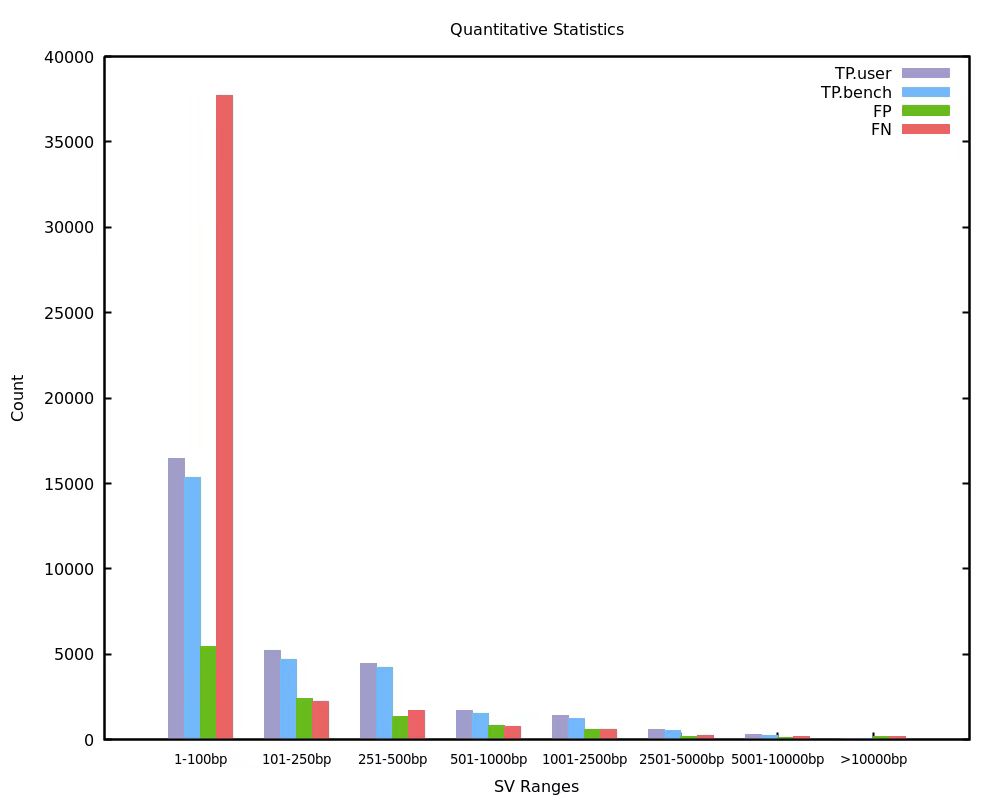 Quantitative Statistics
40000
35000
30000
25000
20000
15000
10000
5000
0
Count
TP.user
TP.bench
FP
FN
1-100bp 101-250bp 251-500bp 501-1000bp 1001-2500bp 2501-5000bp 5001-10000bp >10000bp
SV Ranges